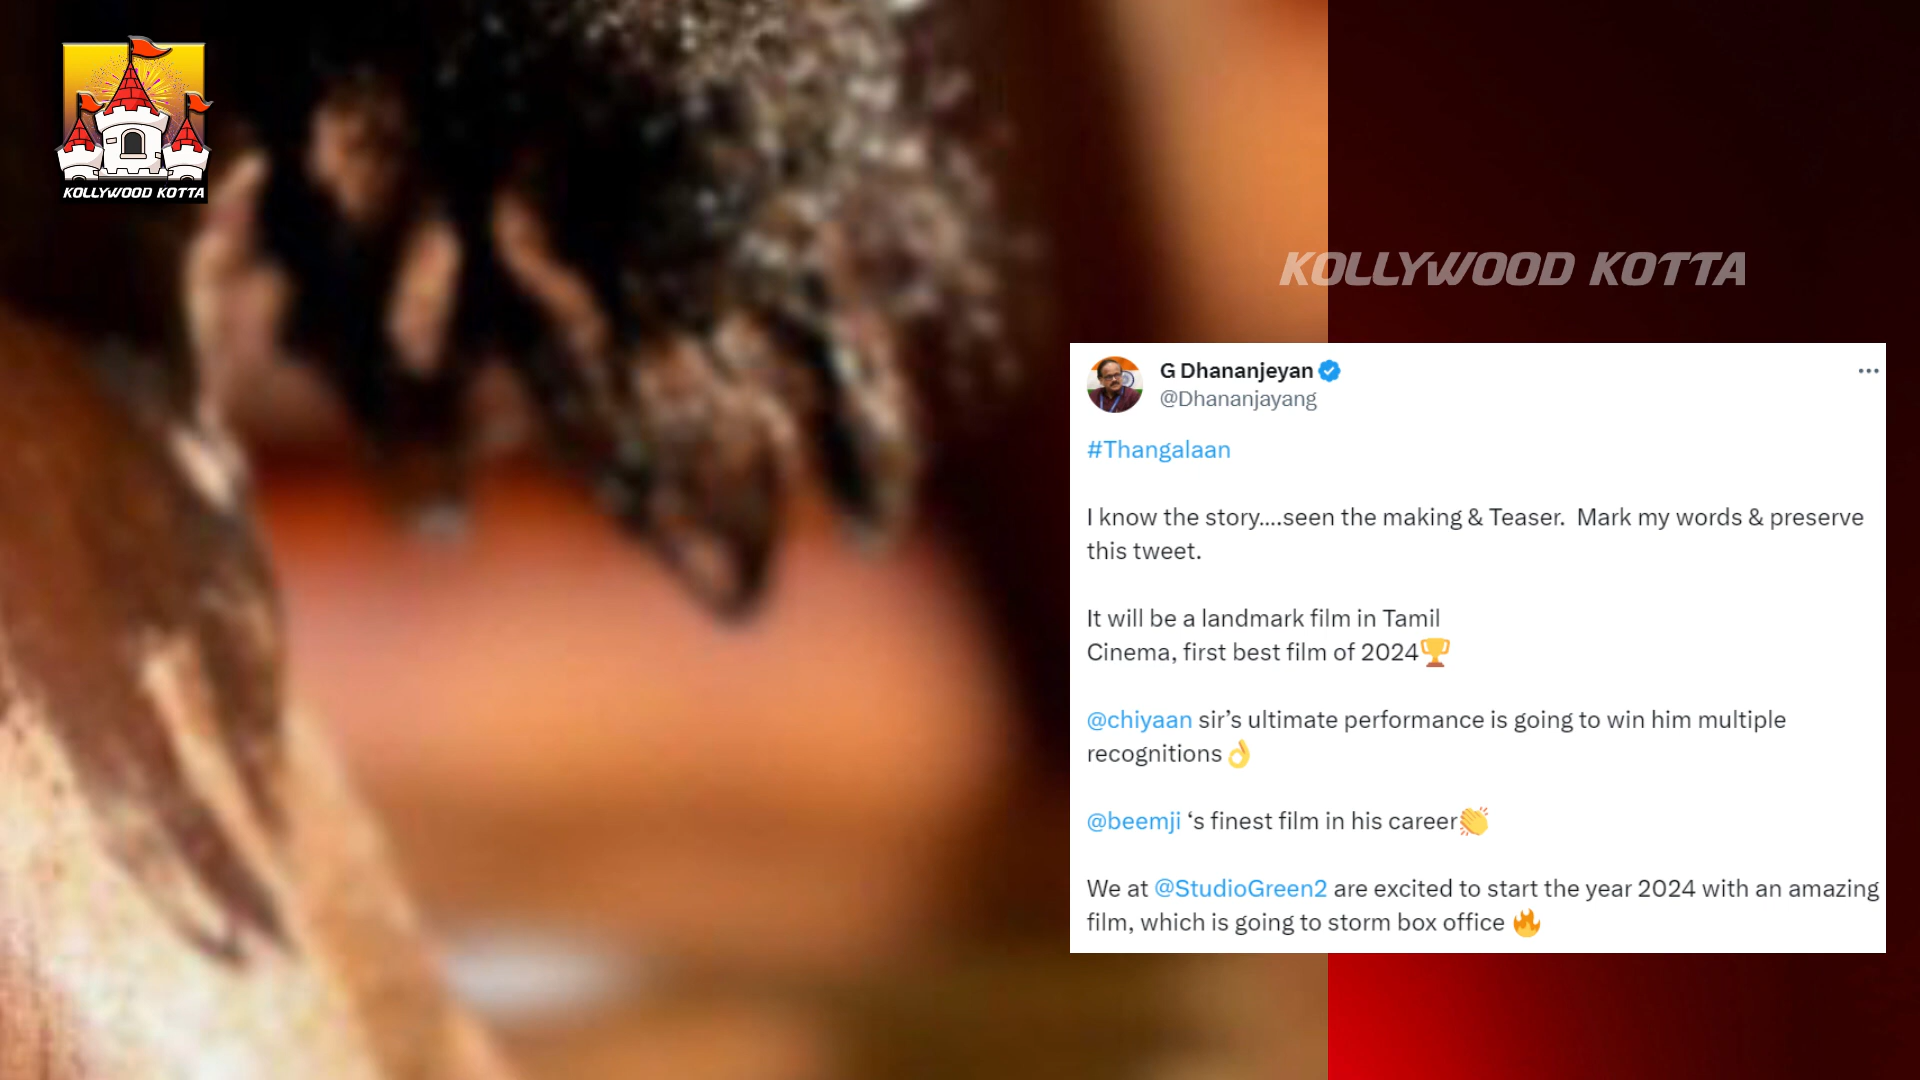 KOLLYWOOD KOTTA
KOLLYWOOD KOTTA
G Dhananjeyan
@Dhananjayang
#Thangalaan
I know the story....seen the making & Teaser. Mark my words & preserve
this tweet.
It will be a landmark film in Tamil
Cinema, first best film of 2024🏆
@chiyaan sir’s ultimate performance is going to win him multiple
recognitions👌
@beemji ‘s finest film in his career👏
We at @StudioGreen2 are excited to start the year 2024 with an amazing
film, which is going to storm box office 🔥